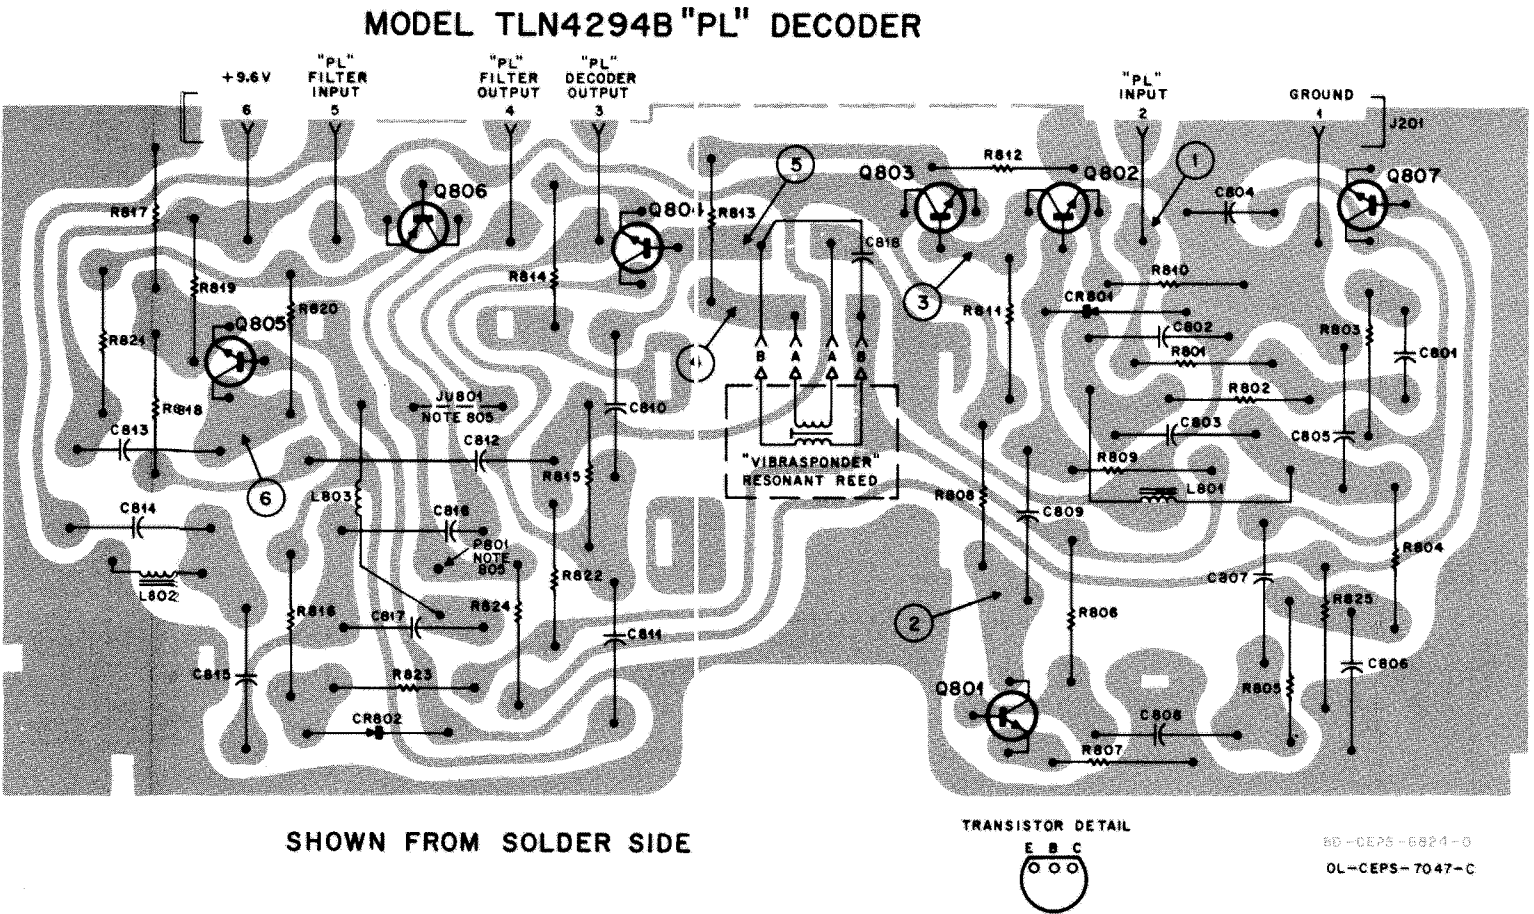 MODEL TLN4294B "PL" DECODER
+9.6V
6
"PL"
FILTER
INPUT
5
"PL"
FILTER
OUTPUT
4
"PL"
DECODER
OUTPUT
3
"PL"
INPUT
2
GROUND
1
J201
R812
5
1
Q803
Q802
Q807
Q806
C804
R817
R813
C818
R810
R814
R819
CR801
3
R820
R811
C802
R803
Q805
R821
R801
C801
B A A B
R802
JU801
NOTE 805
R818
C810
C803
C805
C813
C812
R809
"VIBRASPONDER"
RESONANT REED
R815
L801
6
L803
R808
C814
C816
C809
P801
NOTE
805
R804
R822
C807
L802
R816
R824
R825
C817
2
R806
C811
C815
R823
C806
Q801
R805
CR802
C808
R807
SHOWN FROM SOLDER SIDE
TRANSISTOR DETAIL
E B C
BD-CEPS-6824-O
OL-CEPS-7047-C